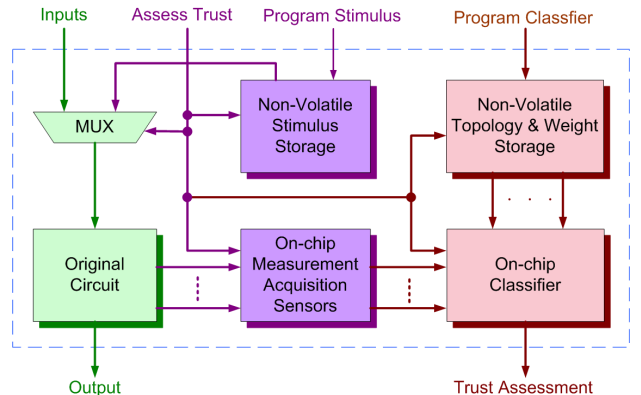 Inputs
Assess Trust
Program Stimulus
Program Classfier
MUX
Non-Volatile
Stimulus
Storage
Non-Volatile
Topology & Weight
Storage
Original
Circuit
On-chip
Measurement
Acquisition
Sensors
On-chip
Classifier
Output
Trust Assessment